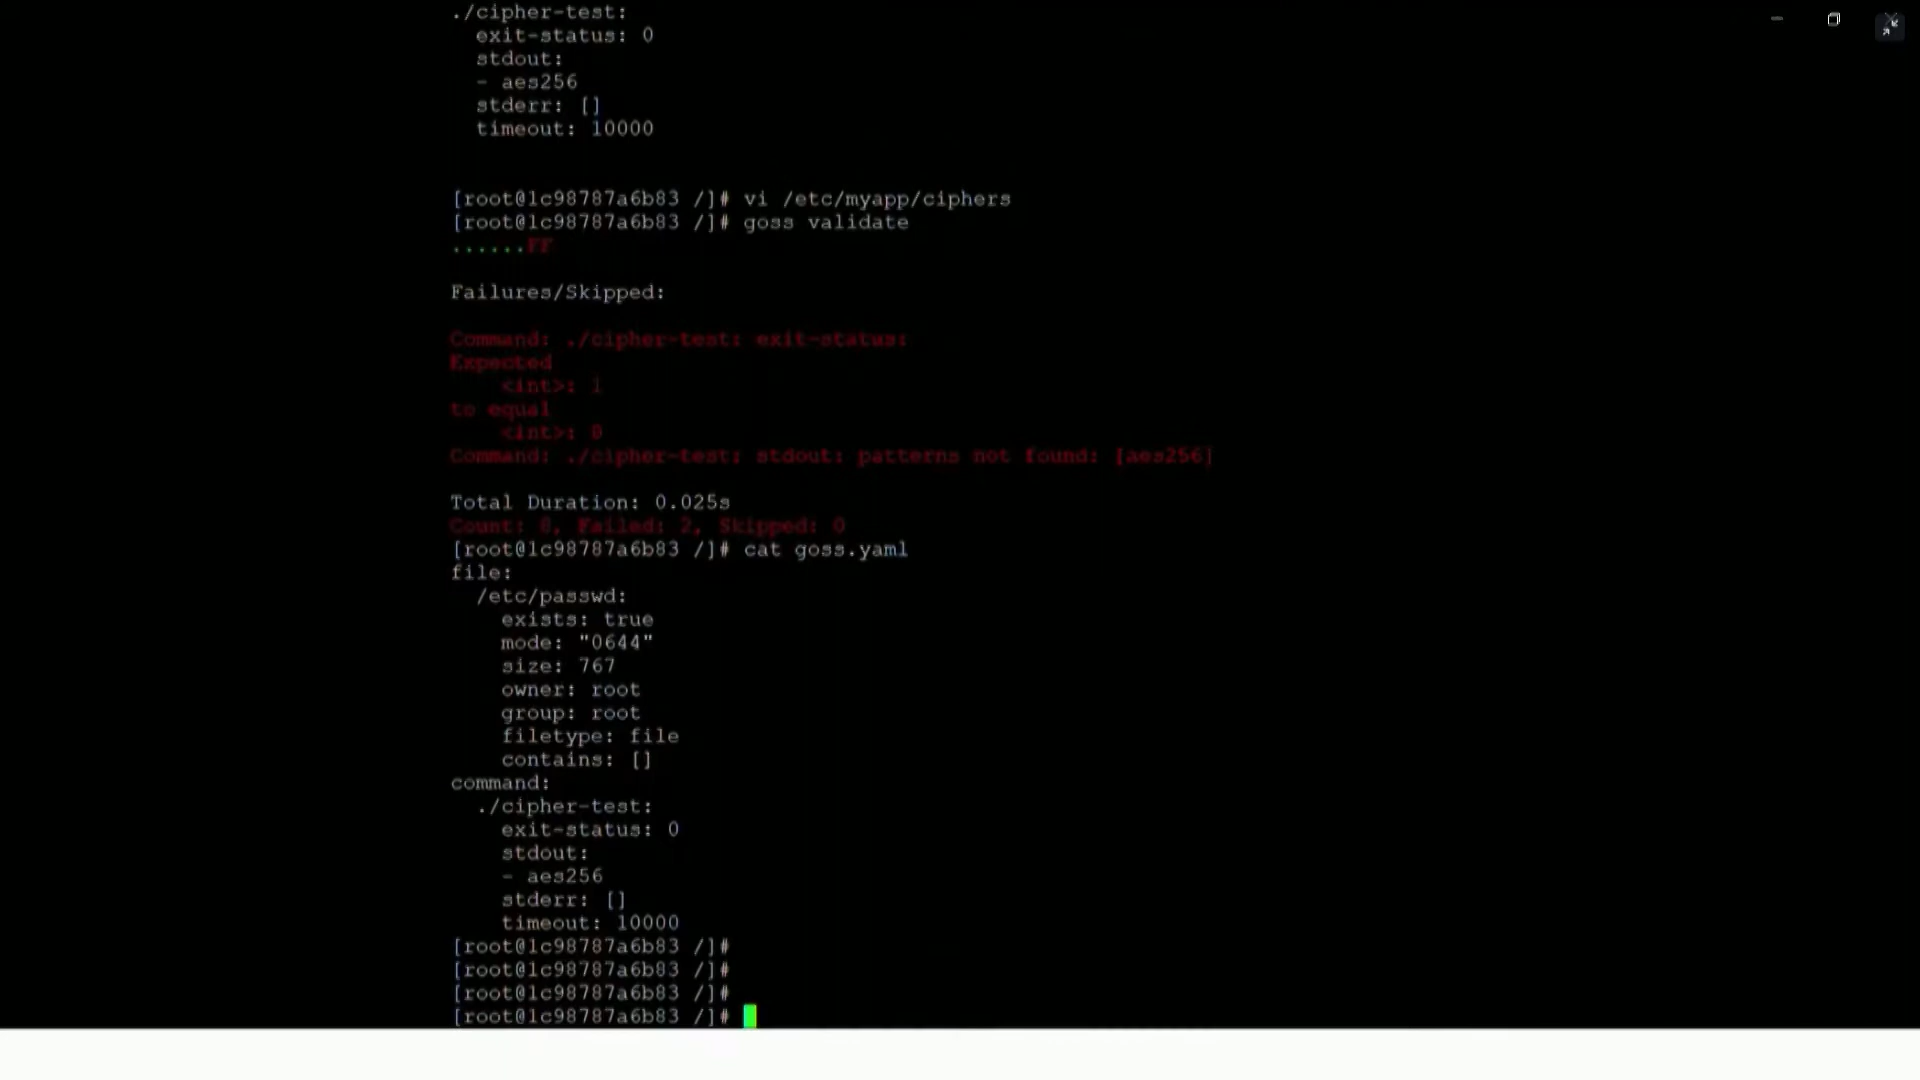 ./cipher-test:
exit-status: 0
stdout:
- aes256
stderr: []
timeout: 10000
[root@1c98787a6b83 /]# vi /etc/myapp/ciphers
[root@1c98787a6b83 /]# goss validate
......FF
Failures/Skipped:
Command: ./cipher-test: exit-status:
Expected
<int>: 1
to equal
<int>: 0
Command: ./cipher-test: stdout: patterns not found: [aes256]
Total Duration: 0.025s
Count: 8, Failed: 2, Skipped: 0
[root@1c98787a6b83 /]# cat goss.yaml
file:
/etc/passwd:
exists: true
mode: "0644"
size: 767
owner: root
group: root
filetype: file
contains: []
command:
./cipher-test:
exit-status: 0
stdout:
- aes256
stderr: []
timeout: 10000
[root@1c98787a6b83 /]#
[root@1c98787a6b83 /]#
[root@1c98787a6b83 /]#
[root@1c98787a6b83 /]#